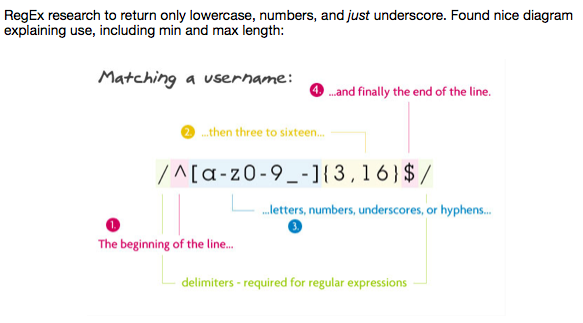 RegEx research to return only lowercase, numbers, and just underscore. Found nice diagram
explaining use, including min and max length:
Matching a username:
4. ...and finally the end of the line.
2. ...then three to sixteen...
/^[a-z0-9_-]{3,16}$/
...letters, numbers, underscores, or hyphens...
3.
1.
The beginning of the line...
delimiters - required for regular expressions